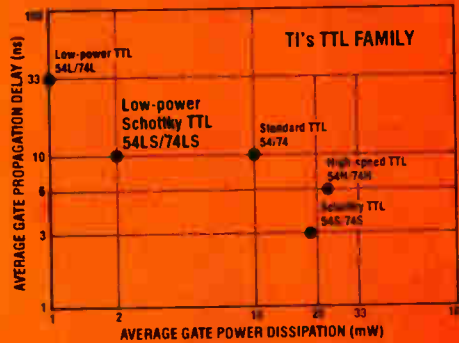 TI's TTL FAMILY
AVERAGE GATE PROPAGATION DELAY (ns)
100
33
10
6
3
1
Low-power TTL
54L/74L
Low-power
Schottky TTL
54LS/74LS
Standard TTL
54/74
High-speed TTL
54H/74H
Schottky TTL
54S/74S
1
2
10
20
33
AVERAGE GATE POWER DISSIPATION (mW)